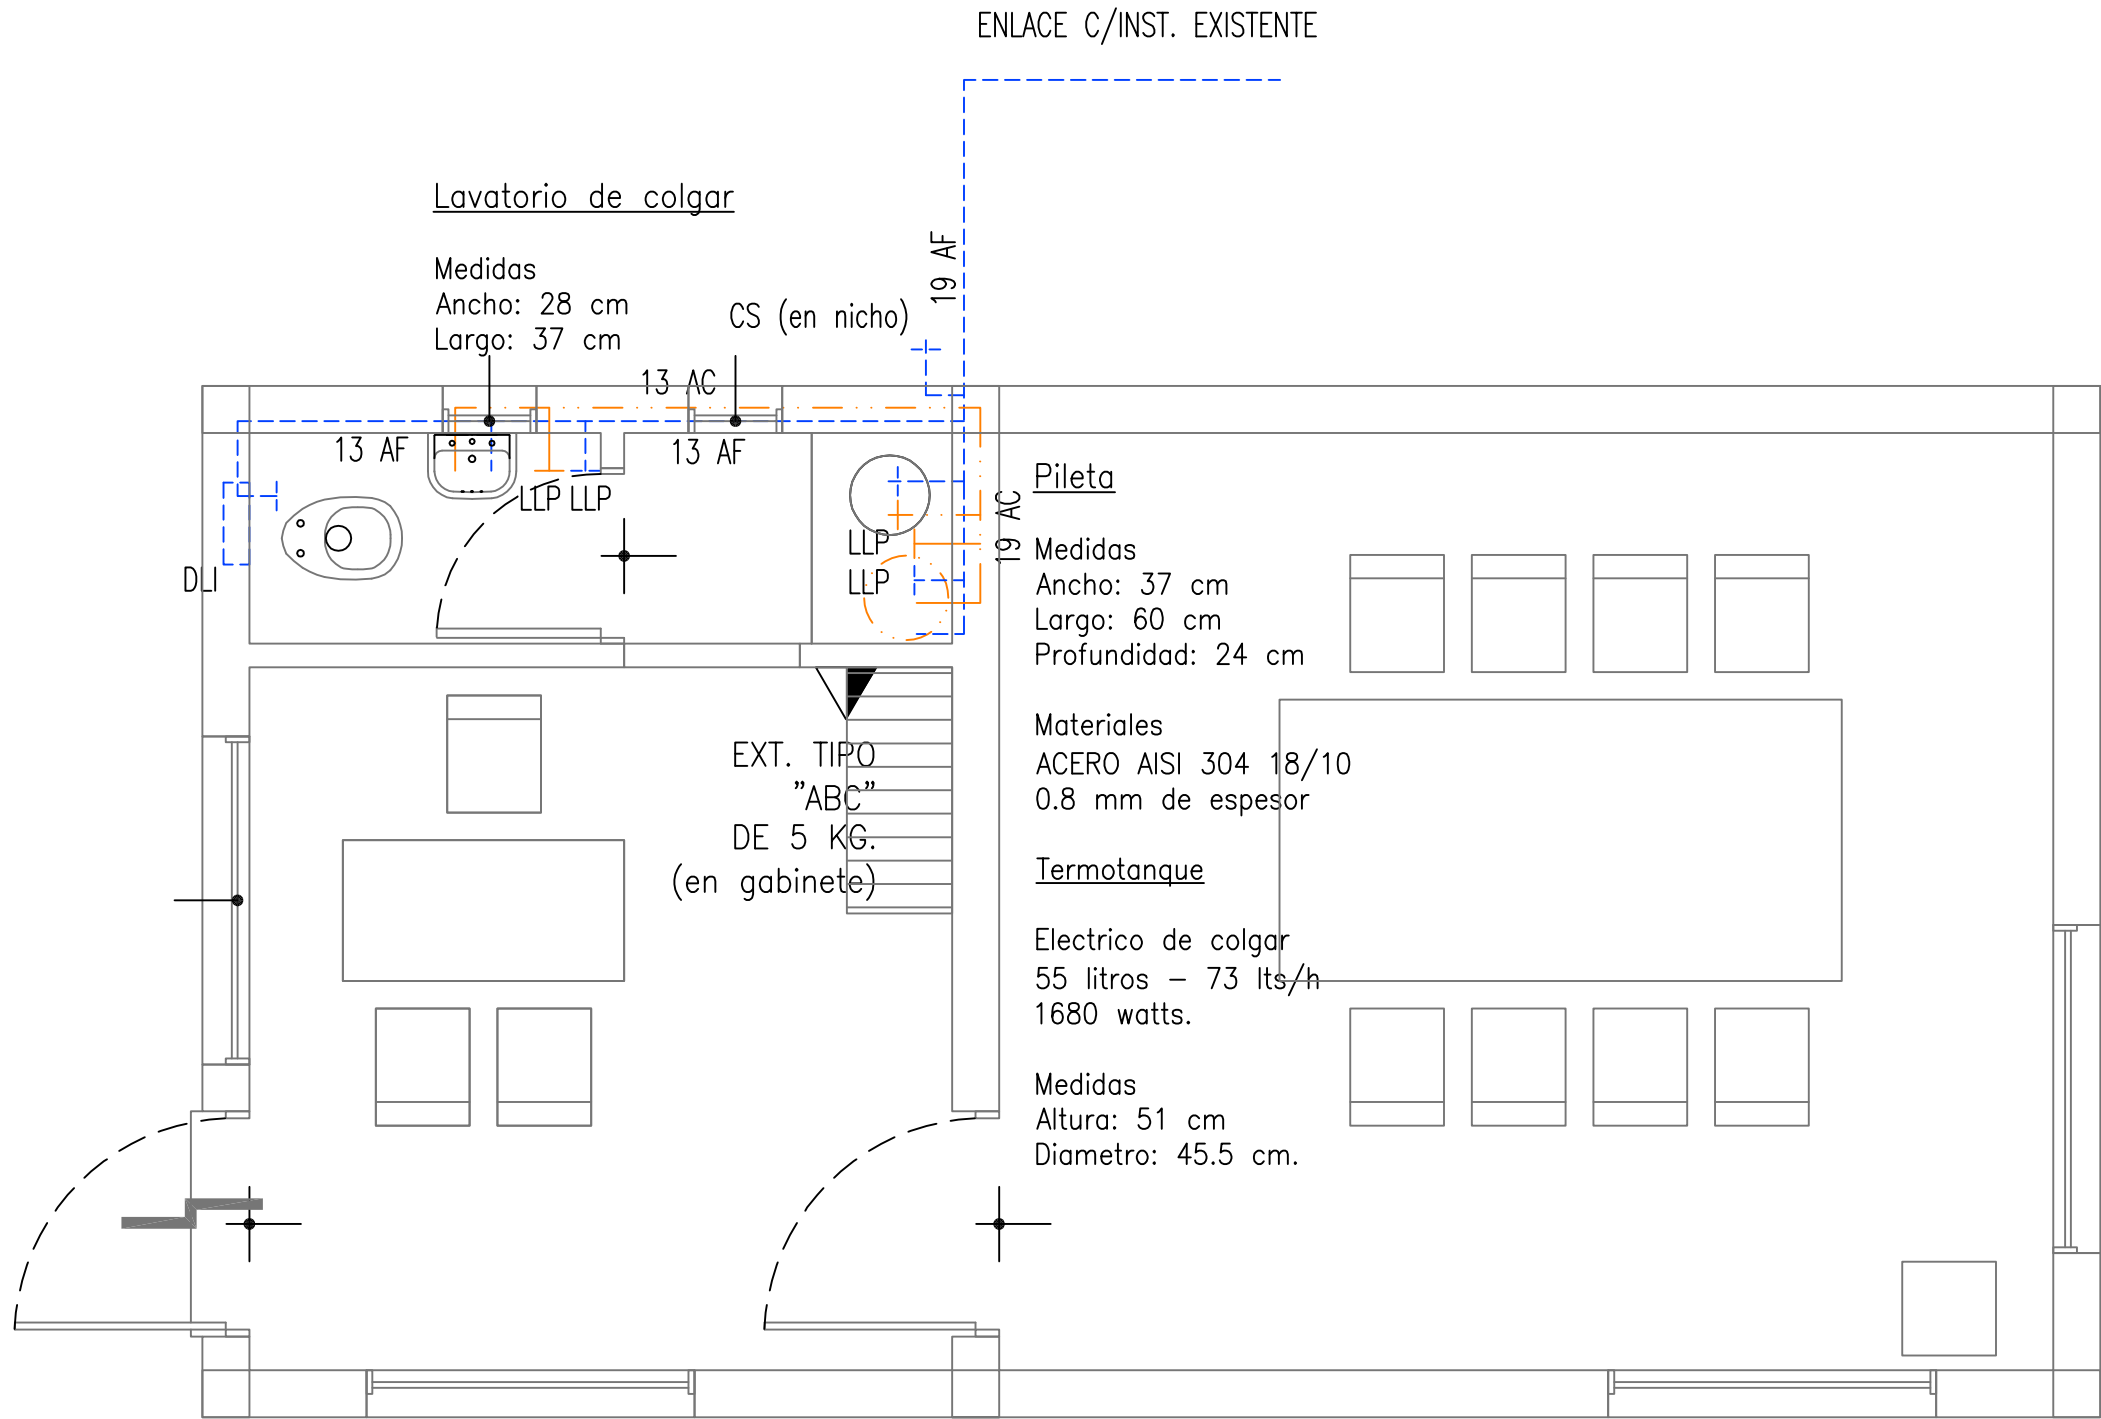 ENLACE C/INST. EXISTENTE
Lavatorio de colgar
Medidas
Ancho: 28 cm
Largo: 37 cm
CS (en nicho)
19 AF
13 AC
13 AF
13 AF
LLP
LLP
DLI
LLP
LLP
19 AC
Pileta
Medidas
Ancho: 37 cm
Largo: 60 cm
Profundidad: 24 cm
Materiales
ACERO AISI 304 18/10
0.8 mm de espesor
EXT. TIPO
"ABC"
DE 5 KG.
(en gabinete)
Termotanque
Electrico de colgar
55 litros – 73 lts/h
1680 watts.
Medidas
Altura: 51 cm
Diametro: 45.5 cm.